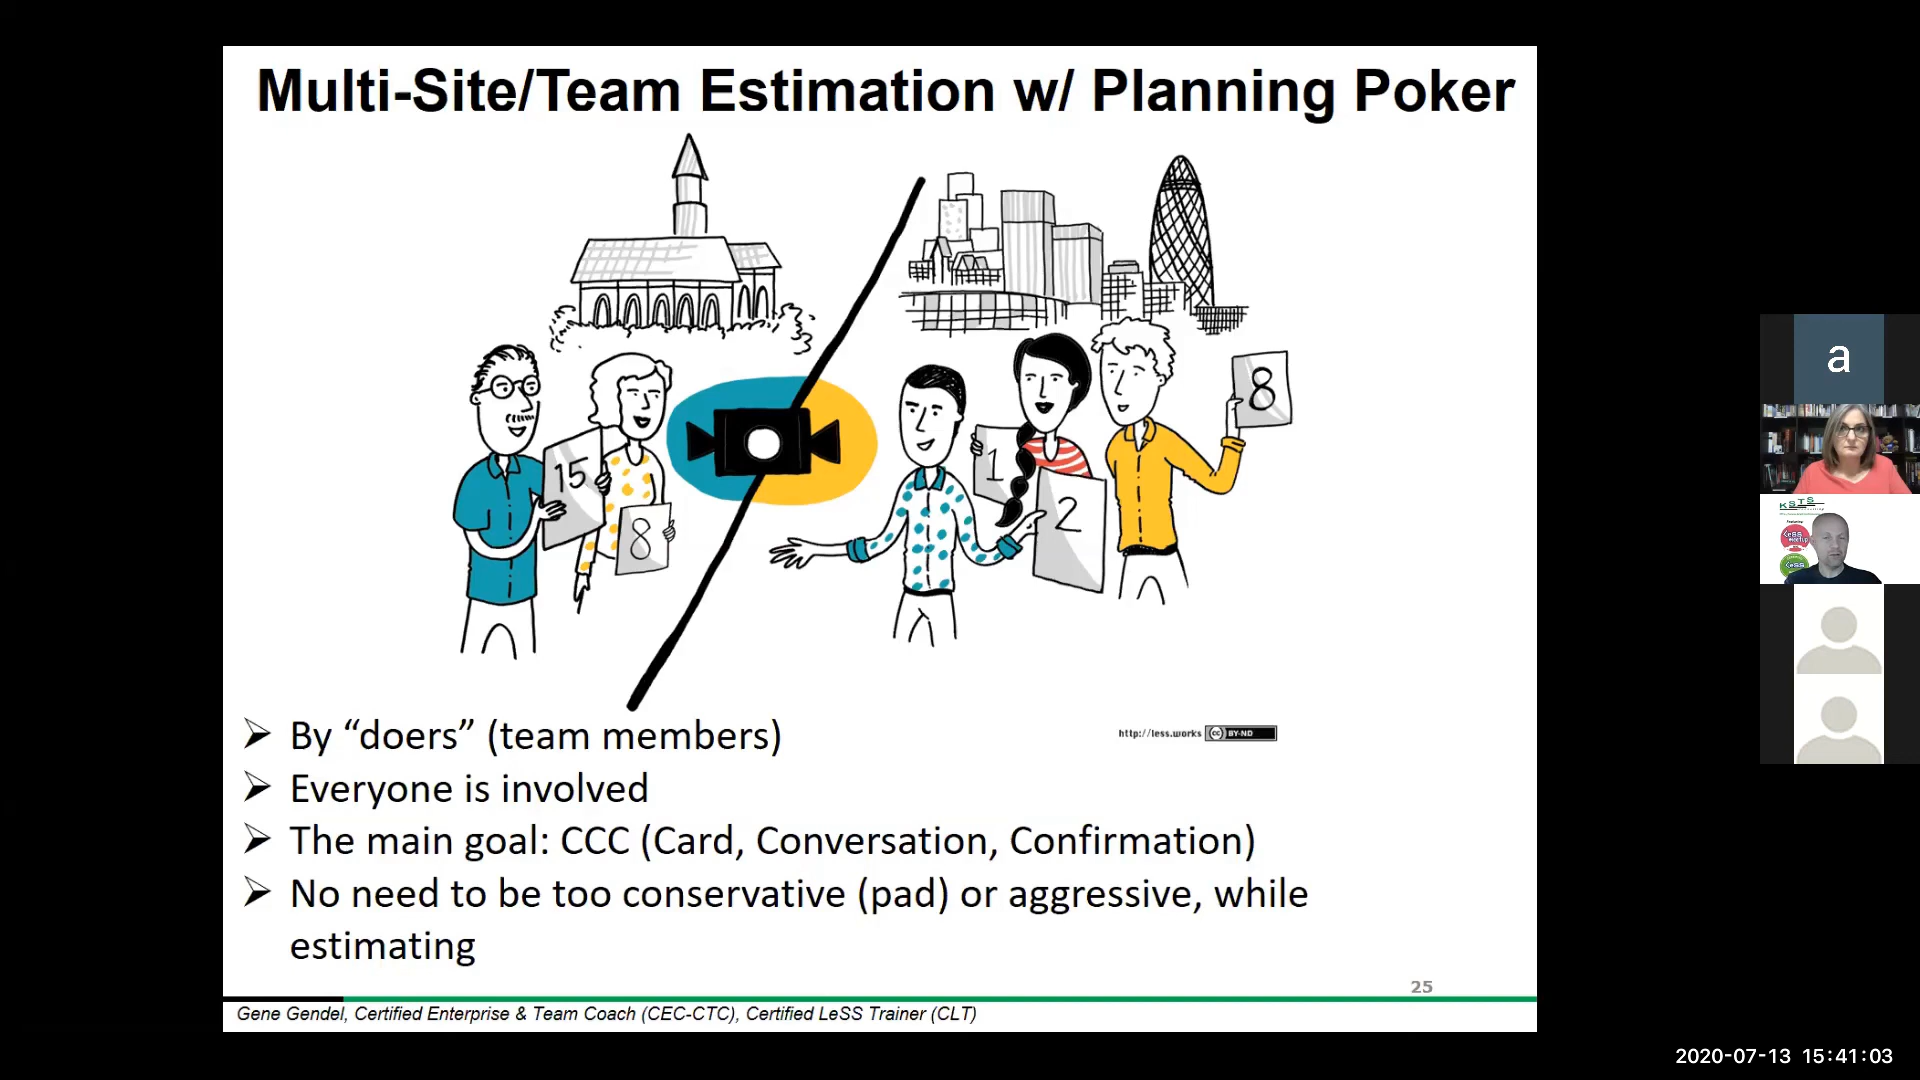 Multi-Site/Team Estimation w/ Planning Poker
15
8
1
2
8
By “doers” (team members)
Everyone is involved
The main goal: CCC (Card, Conversation, Confirmation)
No need to be too conservative (pad) or aggressive, while
estimating
http://less.works cc BY-ND
25
Gene Gendel, Certified Enterprise & Team Coach (CEC-CTC), Certified LeSS Trainer (CLT)
a
KSTS
2020-07-13 15:41:03